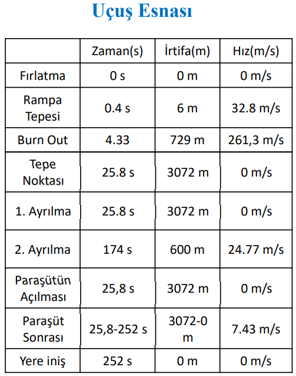 Uçuş Esnası
Zaman(s) İrtifa(m) Hız(m/s)
Fırlatma 0 s 0 m 0 m/s
Rampa Tepesi 0.4 s 6 m 32.8 m/s
Burn Out 4.33 729 m 261,3 m/s
Tepe Noktası 25.8 s 3072 m 0 m/s
1. Ayrılma 25.8 s 3072 m 0 m/s
2. Ayrılma 174 s 600 m 24.77 m/s
Paraşütün Açılması 25,8 s 3072 m 0 m/s
Paraşüt Sonrası 25,8-252 s 3072-0 m 7.43 m/s
Yere iniş 252 s 0 m 0 m/s